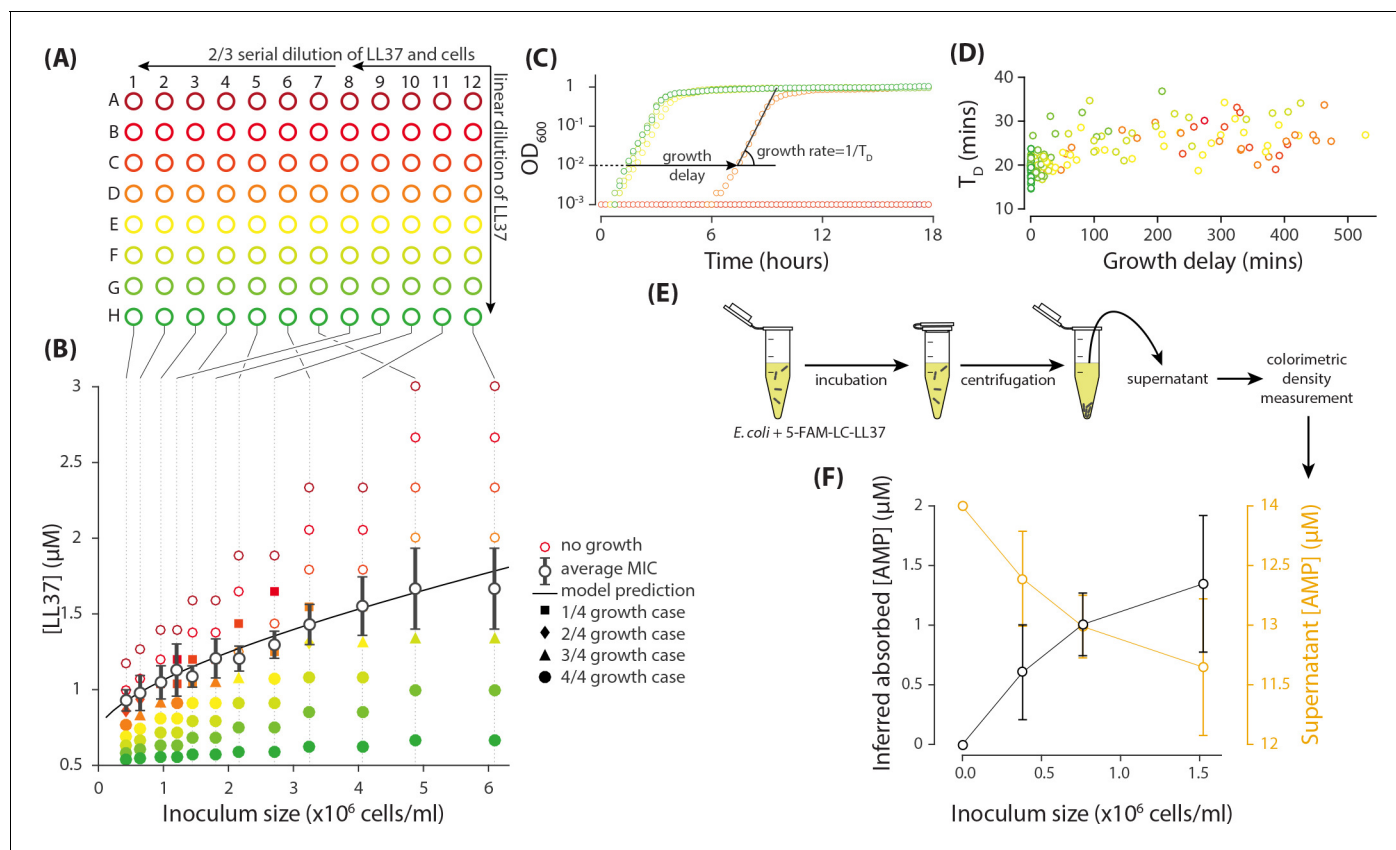 (A)
2/3 serial dilution of LL37 and cells
1 2 3 4 5 6 7 8 9 10 11 12
A
B
C
D
E
F
G
H
linear dilution of LL37
(B)
3
2.5
2
1.5
1
0.5
[LL37] (µM)
0 1 2 3 4 5 6
Inoculum size (x10⁶ cells/ml)
no growth
average MIC
model prediction
1/4 growth case
2/4 growth case
3/4 growth case
4/4 growth case
(C)
1
10⁻¹
10⁻²
10⁻³
OD₆₀₀
growth
delay
growth rate=1/T_D
0 6 12 18
Time (hours)
(D)
40
30
20
10
T_D (mins)
0 100 200 300 400 500
Growth delay (mins)
(E)
incubation
centrifugation
supernatant
colorimetric
density
measurement
E. coli + 5-FAM-LC-LL37
(F)
2
1.5
1
0.5
0
Inferred absorbed [AMP] (µM)
14
12.5
13
11.5
12
Supernatant [AMP] (µM)
0.0 0.5 1.0 1.5
Inoculum size (x10⁶ cells/ml)